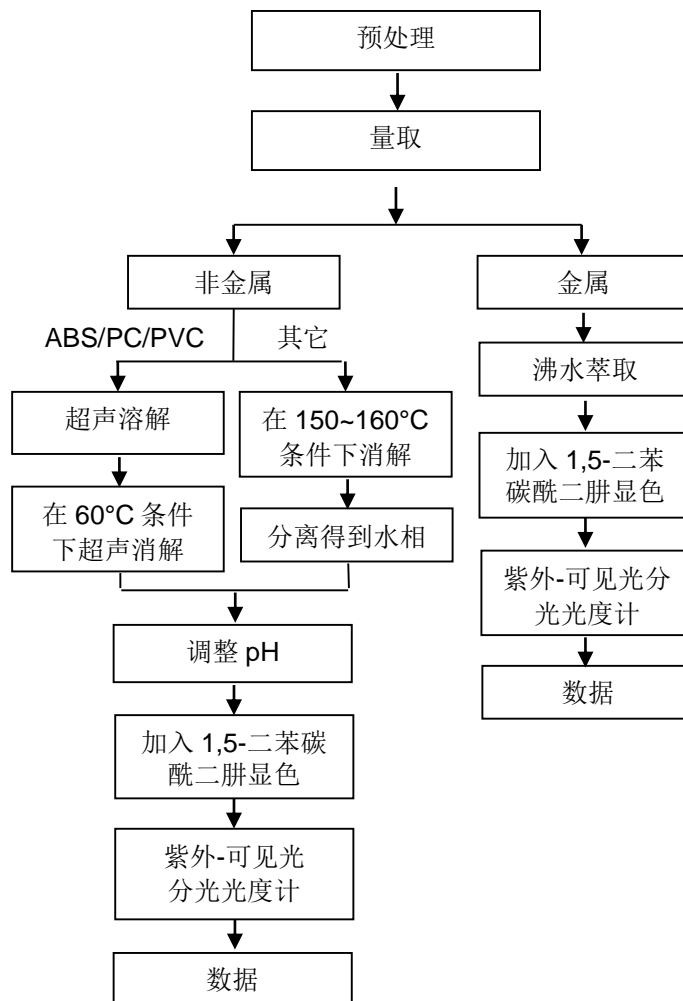 预处理
量取
非金属
金属
ABS/PC/PVC
其它
沸水萃取
超声溶解
在 150~160°C
条件下消解
加入 1,5-二苯
碳酰二肼显色
在 60°C 条件
下超声消解
分离得到水相
紫外-可见光分
光光度计
调整 pH
数据
加入 1,5-二苯碳
酰二肼显色
紫外-可见光
分光光度计
数据